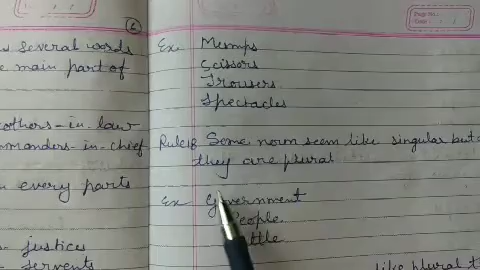 6
s several words
main part of
others-in-law
manders-in-chief
every parts
justices
servents
Ex. Mumps
Scissors
Trousers
Spectacles
Rule 18 Some noun seem like singular but
they are plural
Ex. Government
People
ttle
like plural t